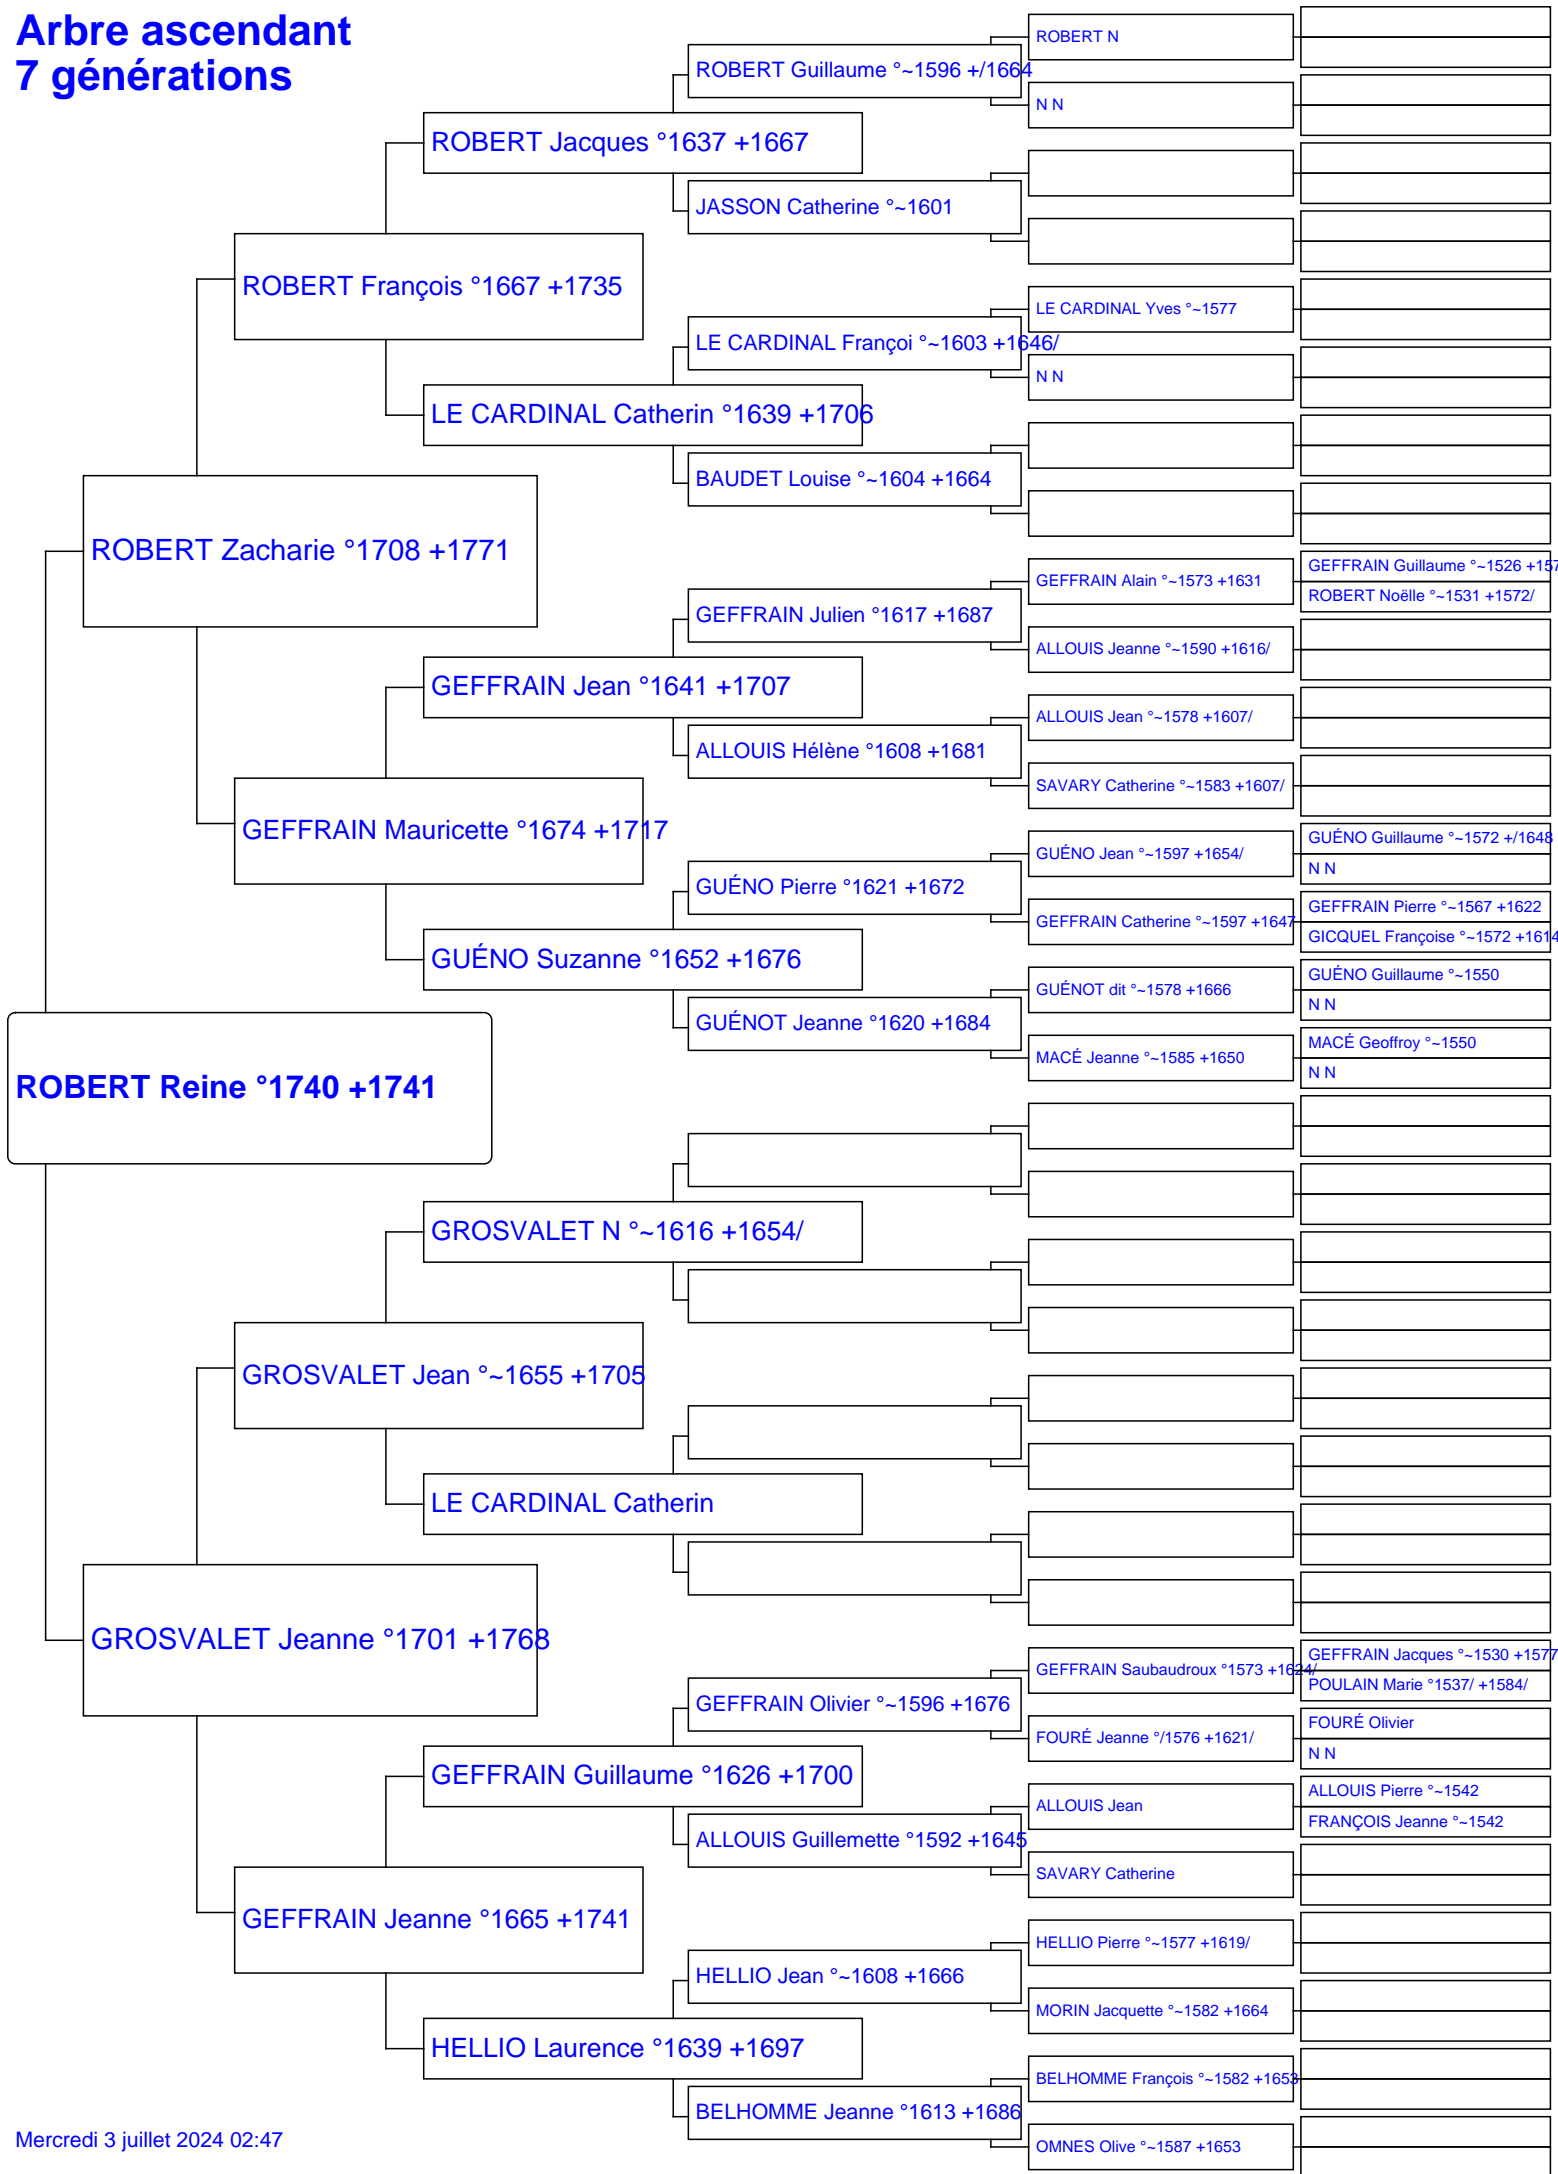 Arbre ascendant
7 générations
ROBERT N
ROBERT Guillaume °~1596 +/1664
N N
ROBERT Jacques °1637 +1667
JASSON Catherine °~1601
ROBERT François °1667 +1735
LE CARDINAL Yves °~1577
LE CARDINAL Françoi °~1603 +1646/
N N
LE CARDINAL Catherin °1639 +1706
BAUDET Louise °~1604 +1664
ROBERT Zacharie °1708 +1771
GEFFRAIN Guillaume °~1526 +157
GEFFRAIN Alain °~1573 +1631
ROBERT Noëlle °~1531 +1572/
GEFFRAIN Julien °1617 +1687
ALLOUIS Jeanne °~1590 +1616/
GEFFRAIN Jean °1641 +1707
ALLOUIS Jean °~1578 +1607/
ALLOUIS Hélène °1608 +1681
SAVARY Catherine °~1583 +1607/
GEFFRAIN Mauricette °1674 +1717
GUÉNO Guillaume °~1572 +/1648
GUÉNO Jean °~1597 +1654/
N N
GUÉNO Pierre °1621 +1672
GEFFRAIN Pierre °~1567 +1622
GEFFRAIN Catherine °~1597 +1647
GICQUEL Françoise °~1572 +1614
GUÉNO Suzanne °1652 +1676
GUÉNO Guillaume °~1550
GUÉNOT dit °~1578 +1666
N N
GUÉNOT Jeanne °1620 +1684
MACÉ Geoffroy °~1550
MACÉ Jeanne °~1585 +1650
N N
ROBERT Reine °1740 +1741
GROSVALET N °~1616 +1654/
GROSVALET Jean °~1655 +1705
LE CARDINAL Catherin
GROSVALET Jeanne °1701 +1768
GEFFRAIN Jacques °~1530 +1577
GEFFRAIN Saubaudroux °1573 +1624/
POULAIN Marie °1537/ +1584/
GEFFRAIN Olivier °~1596 +1676
FOURÉ Olivier
FOURÉ Jeanne °/1576 +1621/
N N
GEFFRAIN Guillaume °1626 +1700
ALLOUIS Pierre °~1542
ALLOUIS Jean
FRANÇOIS Jeanne °~1542
ALLOUIS Guillemette °1592 +1645
SAVARY Catherine
GEFFRAIN Jeanne °1665 +1741
HELLIO Pierre °~1577 +1619/
HELLIO Jean °~1608 +1666
MORIN Jacquette °~1582 +1664
HELLIO Laurence °1639 +1697
BELHOMME François °~1582 +1653
BELHOMME Jeanne °1613 +1686
OMNES Olive °~1587 +1653
Mercredi 3 juillet 2024 02:47